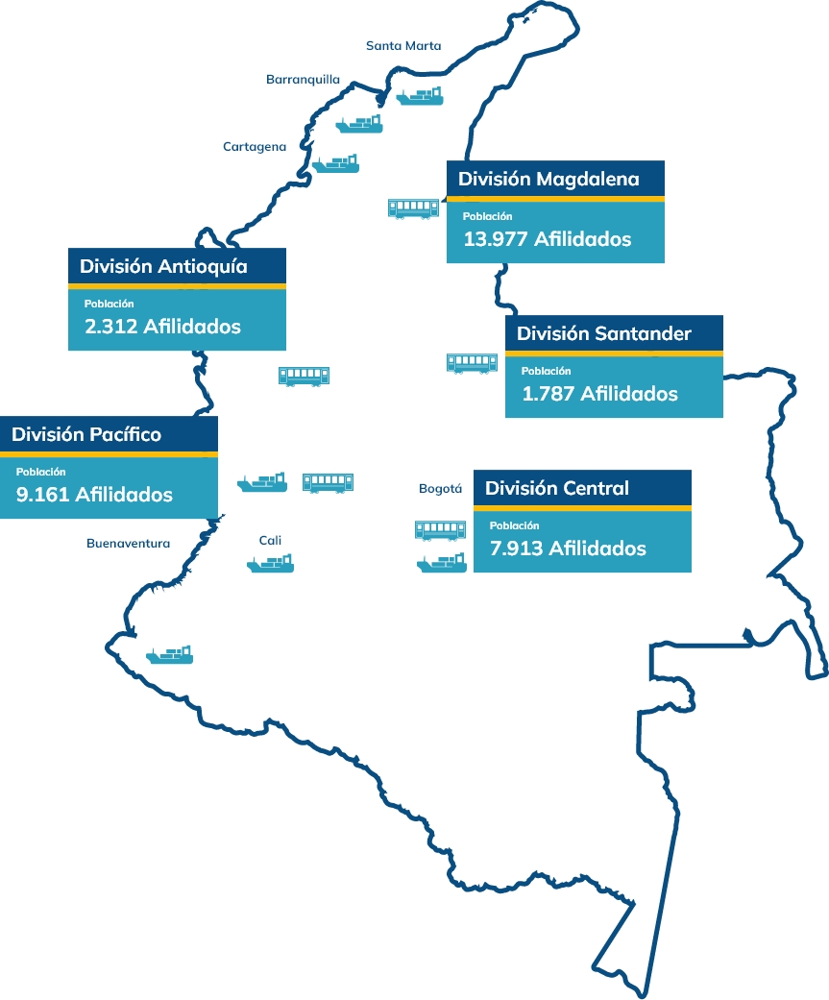 Santa Marta
Barranquilla
Cartagena
División Magdalena
Población
13.977 Afilidados
División Antioquía
Población
2.312 Afilidados
División Santander
Población
1.787 Afilidados
División Pacífico
Población
9.161 Afilidados
Bogotá
División Central
Población
7.913 Afilidados
Buenaventura
Cali